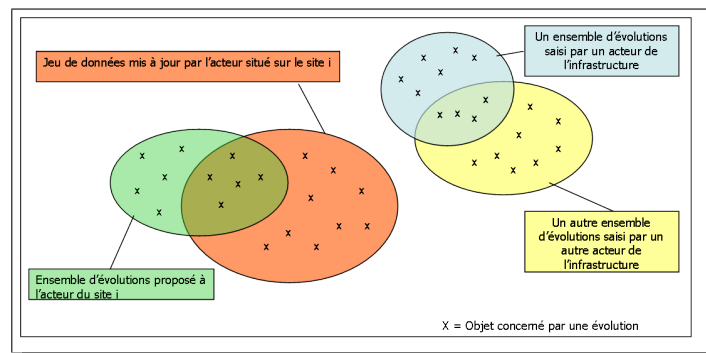 Jeu de données mis à jour par l'acteur situé sur le site i
Un ensemble d'évolutions
saisi par un acteur de
l'infrastructure
Un autre ensemble
d'évolutions saisi par un
autre acteur de
l'infrastructure
Ensemble d'évolutions proposé à
l'acteur du site i
X = Objet concerné par une évolution